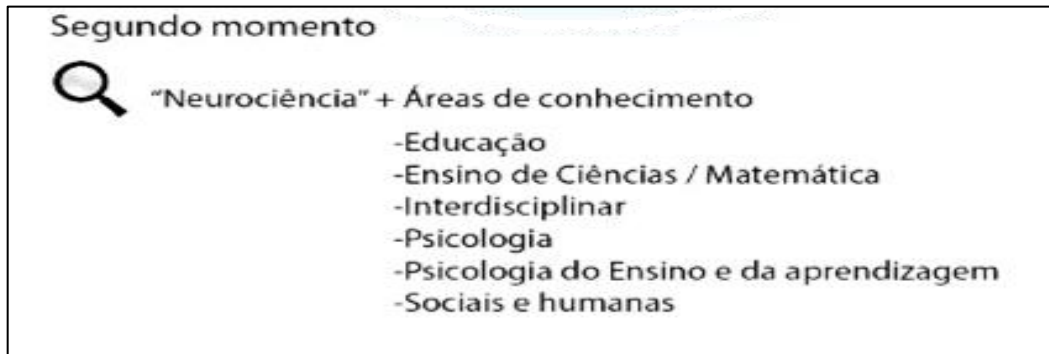 Segundo momento
"Neurociência" + Áreas de conhecimento
-Educação
-Ensino de Ciências / Matemática
-Interdisciplinar
-Psicologia
-Psicologia do Ensino e da aprendizagem
-Sociais e humanas